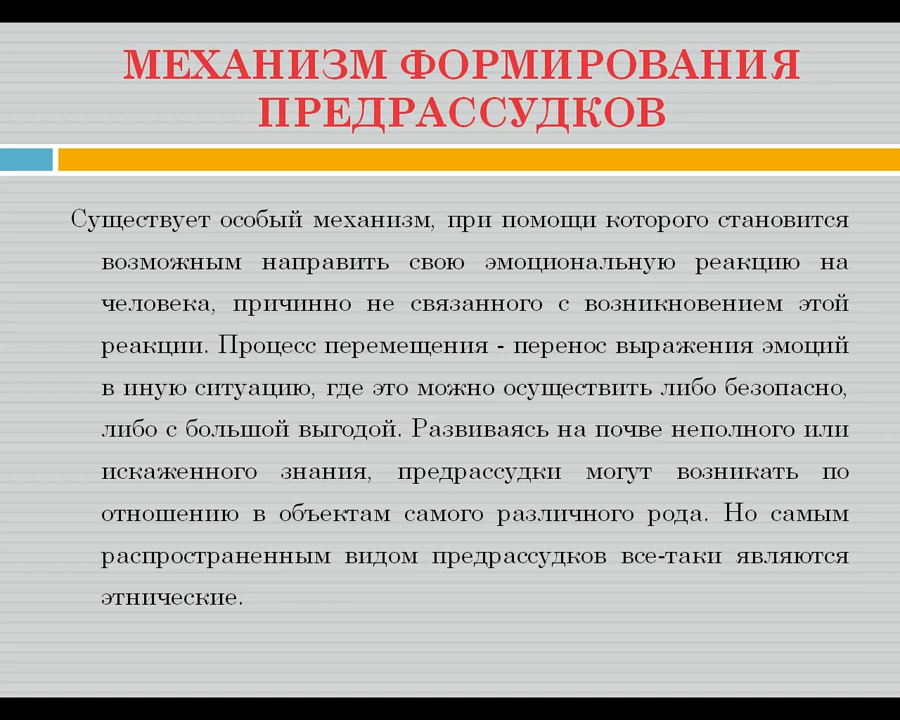 МЕХАНИЗМ ФОРМИРОВАНИЯ
ПРЕДРАССУДКОВ
Существует особый механизм, при помощи которого становится
возможным направить свою эмоциональную реакцию на
человека, причинно не связанного с возникновением этой
реакции. Процесс перемещения - перенос выражения эмоций
в иную ситуацию, где это можно осуществить либо безопасно,
либо с большой выгодой. Развиваясь на почве неполного или
искаженного знания, предрассудки могут возникать по
отношению в объектам самого различного рода. Но самым
распространенным видом предрассудков все-таки являются
этнические.